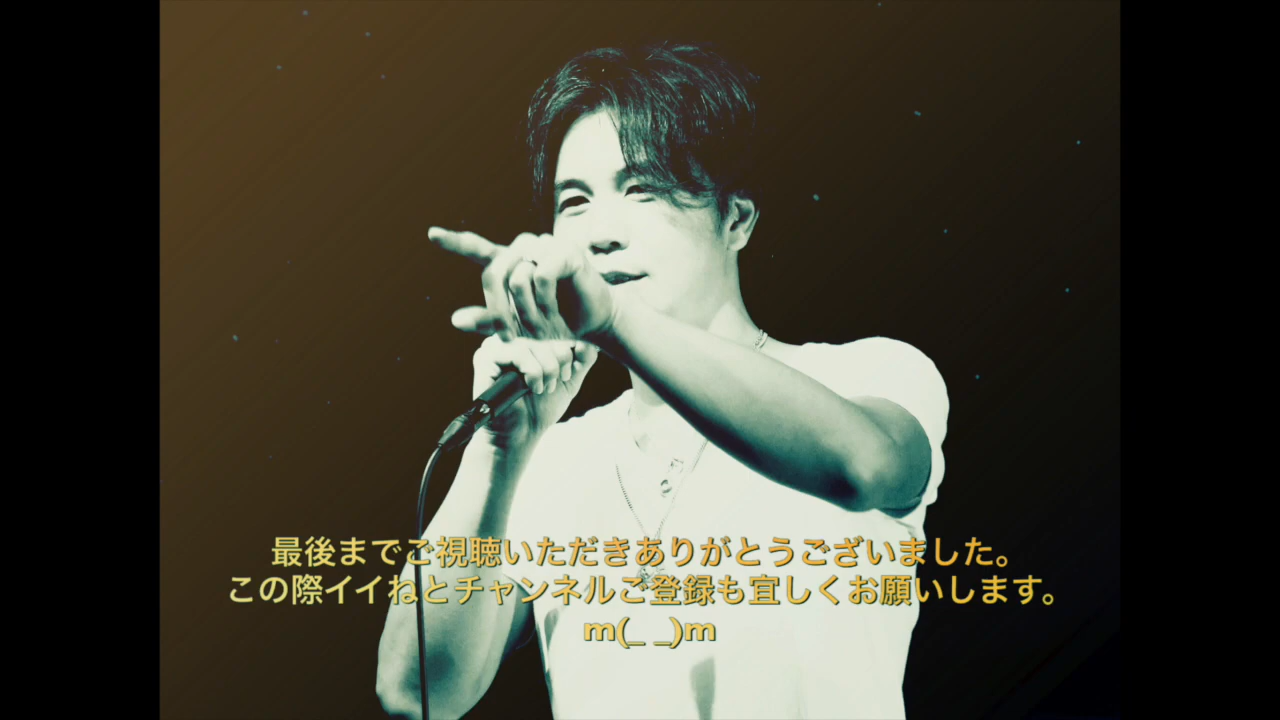 最後までご視聴いただきありがとうございました。
この際イイねとチャンネルご登録も宜しくお願いします。
m(_ _)m